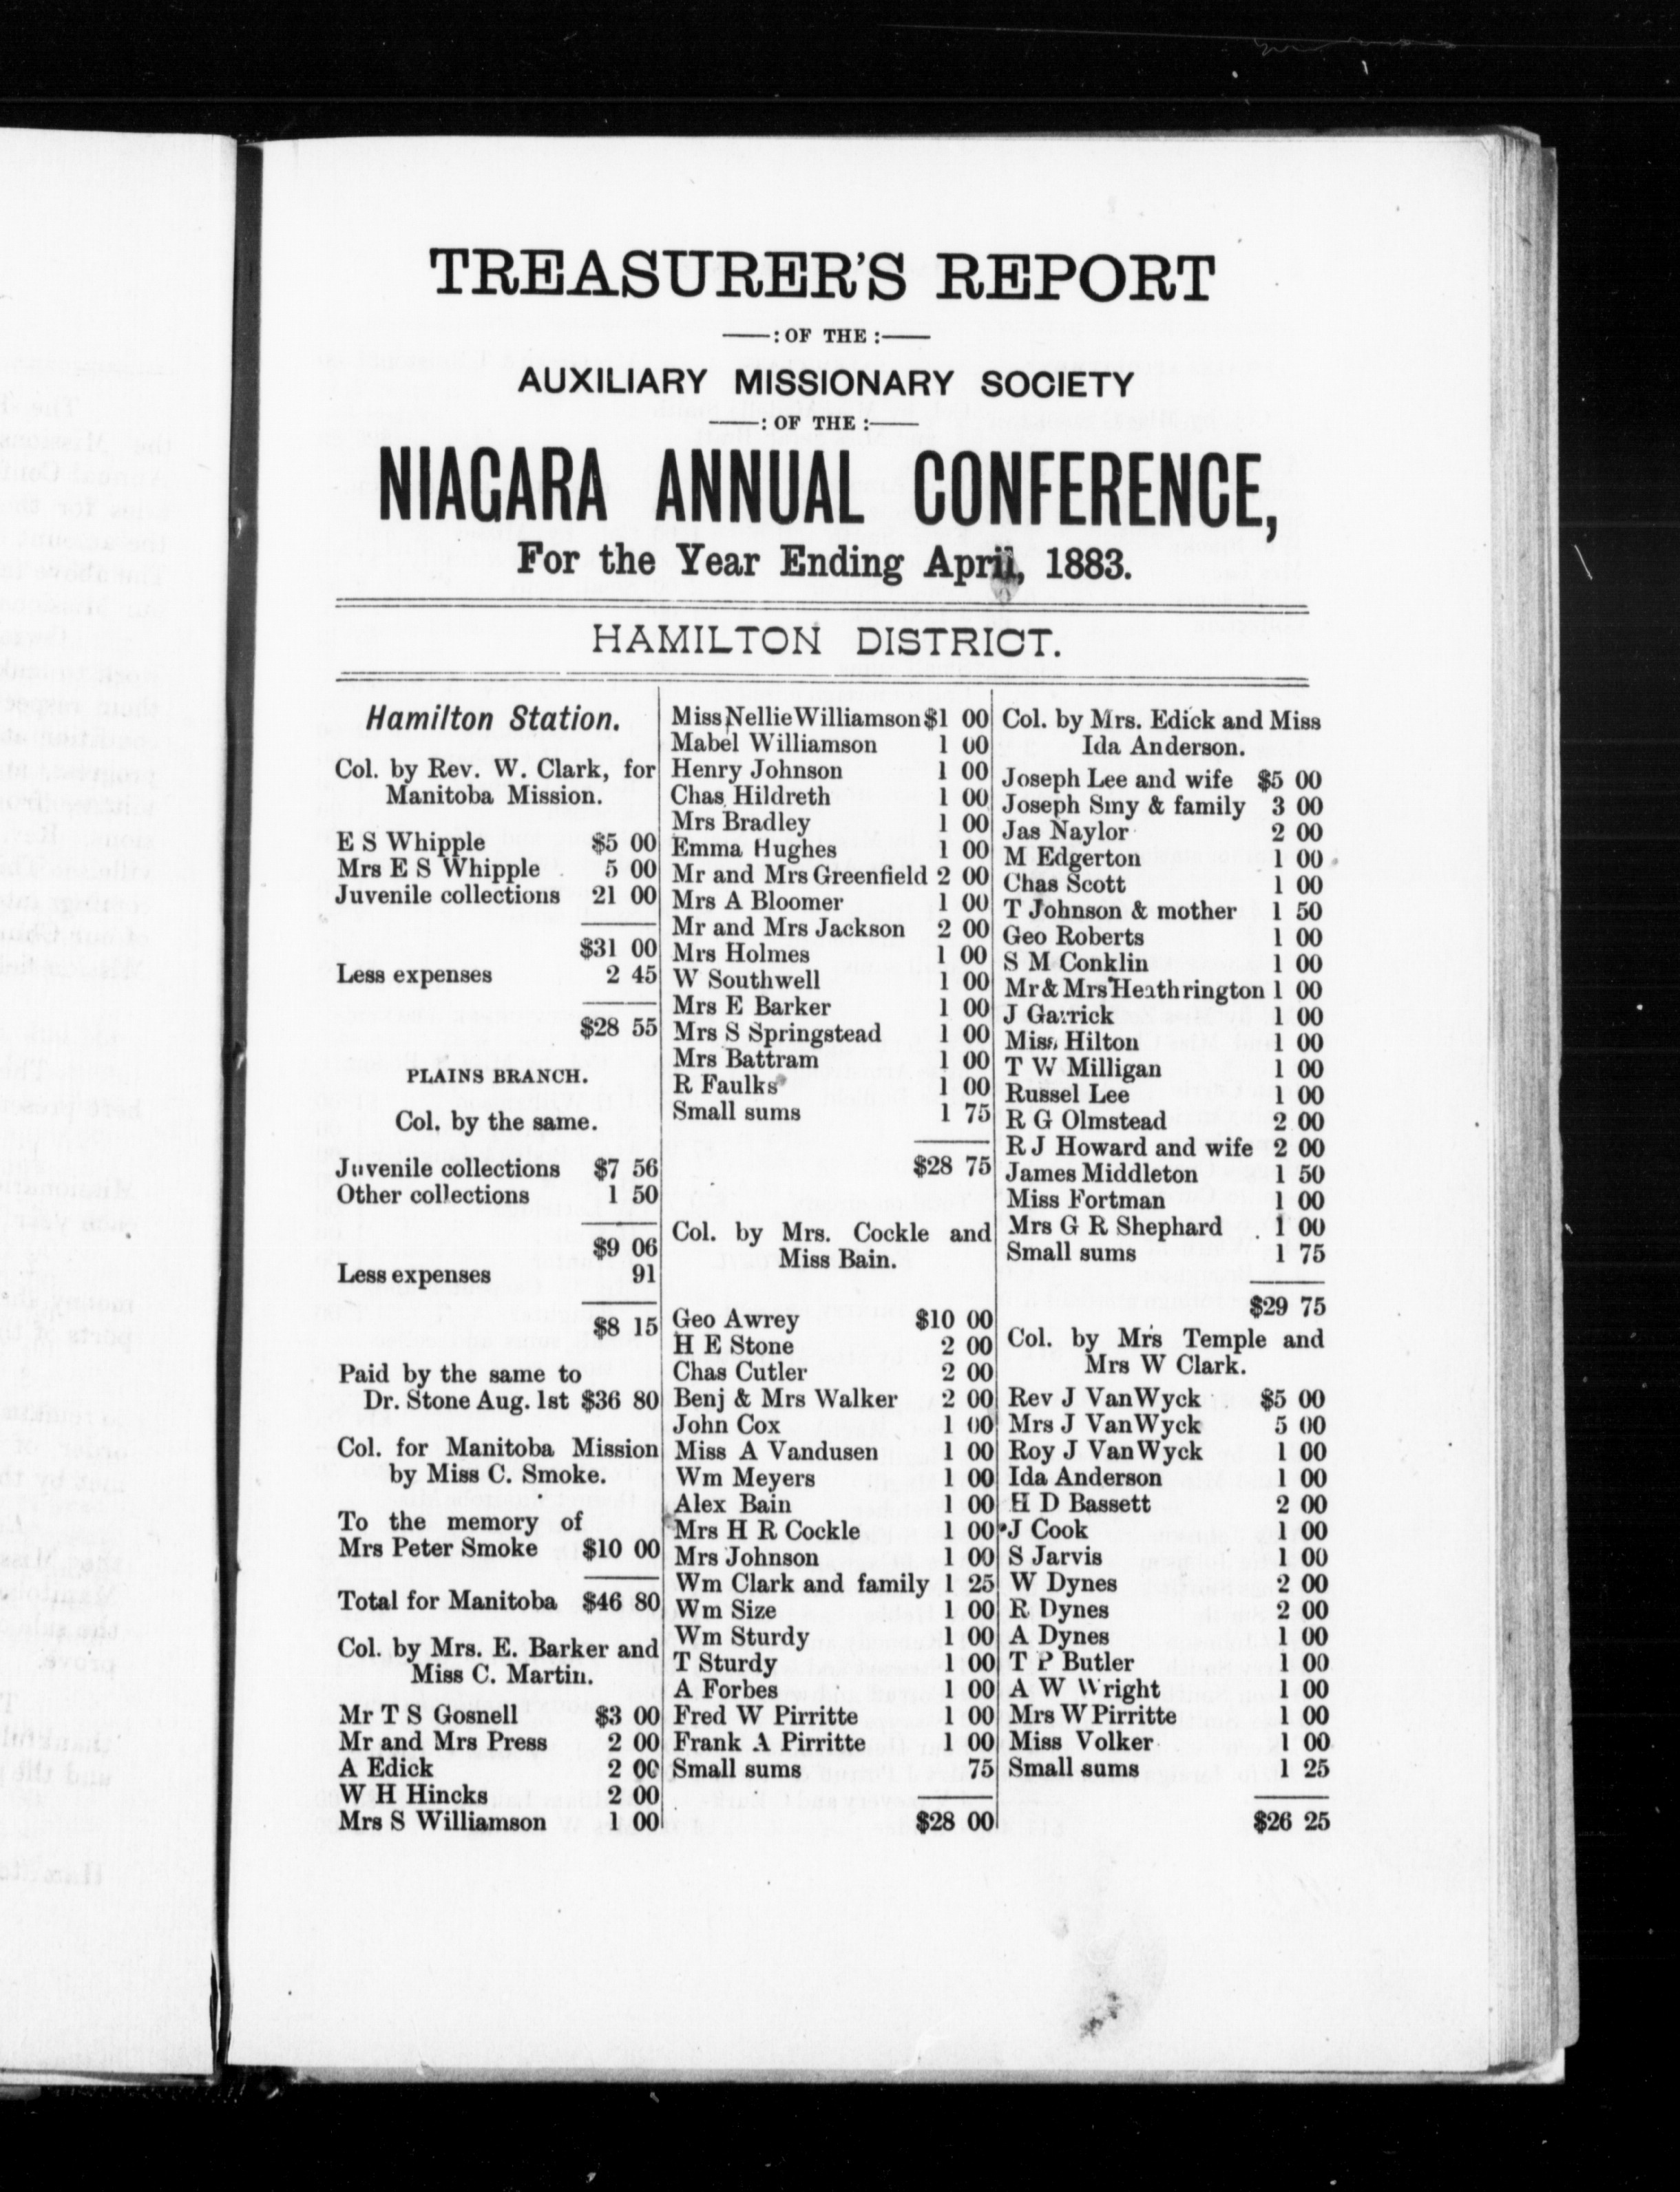 TREASURER'S REPORT
——: OF THE :——
AUXILIARY MISSIONARY SOCIETY
——: OF THE :——
NIAGARA ANNUAL CONFERENCE,
For the Year Ending April, 1883.
HAMILTON DISTRICT.
Hamilton Station.
Col. by Rev. W. Clark, for
Manitoba Mission.
E S Whipple $5 00
Mrs E S Whipple 5 00
Juvenile collections 21 00
$31 00
Less expenses 2 45
$28 55
PLAINS BRANCH.
Col. by the same.
Juvenile collections $7 56
Other collections 1 50
$9 06
Less expenses 91
$8 15
Paid by the same to
Dr. Stone Aug. 1st $36 80
Col. for Manitoba Mission
by Miss C. Smoke.
To the memory of
Mrs Peter Smoke $10 00
Total for Manitoba $46 80
Col. by Mrs. E. Barker and
Miss C. Martin.
Mr T S Gosnell $3 00
Mr and Mrs Press 2 00
A Edick 2 00
W H Hincks 2 00
Mrs S Williamson 1 00
Miss Nellie Williamson $1 00
Mabel Williamson 1 00
Henry Johnson 1 00
Chas. Hildreth 1 00
Mrs Bradley 1 00
Emma Hughes 1 00
Mr and Mrs Greenfield 2 00
Mrs A Bloomer 1 00
Mr and Mrs Jackson 2 00
Mrs Holmes 1 00
W Southwell 1 00
Mrs E Barker 1 00
Mrs S Springstead 1 00
Mrs Battram 1 00
R Faulks 1 00
Small sums 1 75
$28 75
Col. by Mrs. Cockle and
Miss Bain.
Geo Awrey $10 00
H E Stone 2 00
Chas Cutler 2 00
Benj & Mrs Walker 2 00
John Cox 1 00
Miss A Vandusen 1 00
Wm Meyers 1 00
Alex Bain 1 00
Mrs H R Cockle 1 00
Mrs Johnson 1 00
Wm Clark and family 1 25
Wm Size 1 00
Wm Sturdy 1 00
T Sturdy 1 00
A Forbes 1 00
Fred W Pirritte 1 00
Frank A Pirritte 1 00
Small sums 75
$28 00
Col. by Mrs. Edick and Miss
Ida Anderson.
Joseph Lee and wife $5 00
Joseph Smy & family 3 00
Jas Naylor 2 00
M Edgerton 1 00
Chas Scott 1 00
T Johnson & mother 1 50
Geo Roberts 1 00
S M Conklin 1 00
Mr & Mrs Heathrington 1 00
J Garrick 1 00
Miss Hilton 1 00
T W Milligan 1 00
Russel Lee 1 00
R G Olmstead 2 00
R J Howard and wife 2 00
James Middleton 1 50
Miss Fortman 1 00
Mrs G R Shephard 1 00
Small sums 1 75
$29 75
Col. by Mrs Temple and
Mrs W Clark.
Rev J VanWyck $5 00
Mrs J VanWyck 5 00
Roy J VanWyck 1 00
Ida Anderson 1 00
H D Bassett 2 00
J Cook 1 00
S Jarvis 1 00
W Dynes 2 00
R Dynes 2 00
A Dynes 1 00
T P Butler 1 00
A W Wright 1 00
Mrs W Pirritte 1 00
Miss Volker 1 00
Small sums 1 25
$26 25